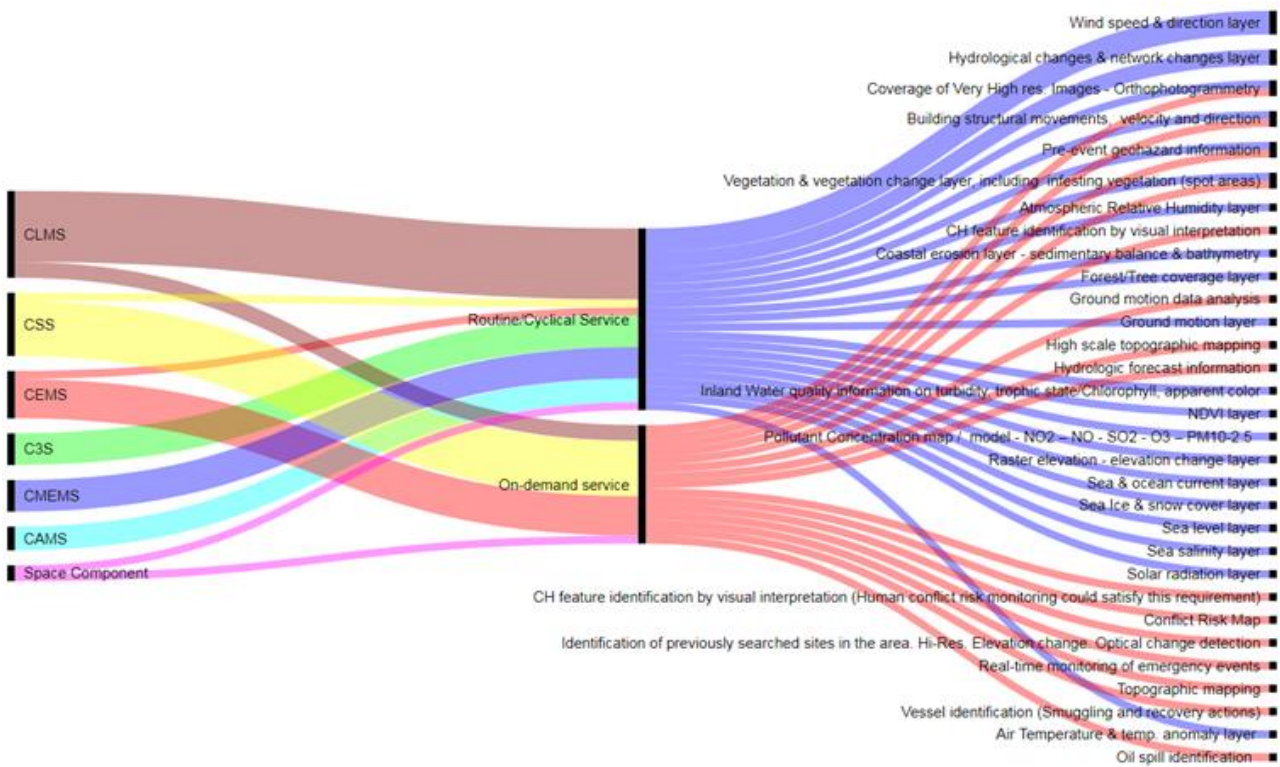 CLMS
CSS
CEMS
C3S
CMEMS
CAMS
Space Component
Routine/Cyclical Service
On-demand service
Wind speed & direction layer
Hydrological changes & network changes layer
Coverage of Very High res. Images - Orthophotogrammetry
Building structural movements, velocity and direction
Pre-event geohazard information
Vegetation & vegetation change layer, including infesting vegetation (spot areas)
Atmospheric Relative Humidity layer
CH feature identification by visual interpretation
Coastal erosion layer - sedimentary balance & bathymetry
Forest/Tree coverage layer
Ground motion data analysis
Ground motion layer
High scale topographic mapping
Hydrologic forecast information
Inland Water quality information on turbidity, trophic state/Chlorophyll, apparent color
NDVI layer
Pollutant Concentration map / model - NO2 – NO - SO2 - O3 – PM10-2.5
Raster elevation - elevation change layer
Sea & ocean current layer
Sea Ice & snow cover layer
Sea level layer
Sea salinity layer
Solar radiation layer
CH feature identification by visual interpretation (Human conflict risk monitoring could satisfy this requirement)
Conflict Risk Map
Identification of previously searched sites in the area. Hi-Res. Elevation change. Optical change detection
Real-time monitoring of emergency events
Topographic mapping
Vessel identification (Smuggling and recovery actions)
Air Temperature & temp. anomaly layer
Oil spill identification